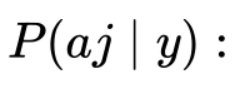 P(aj | y) :